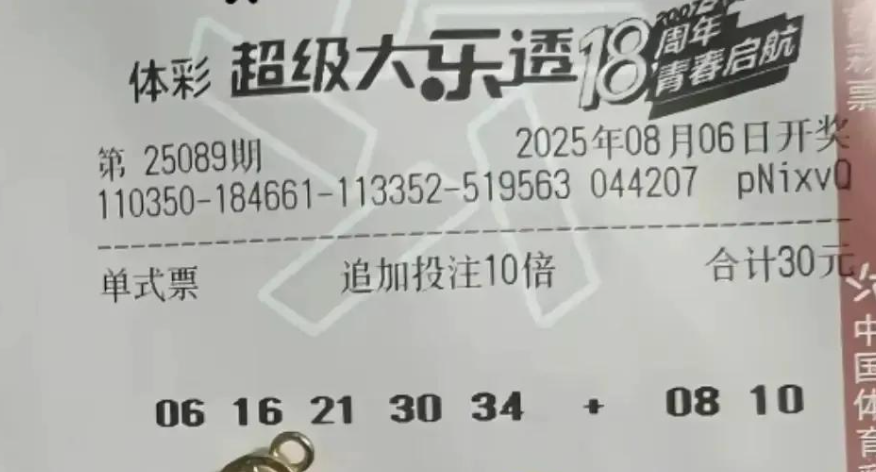 体彩 超级大乐透 18周年 青春启航
第 25089期 2025年08月06日开奖
110350-184661-113352-519563 044207 pNixvQ
单式票 追加投注10倍 合计30元
06 16 21 30 34 + 08 10
中国体育